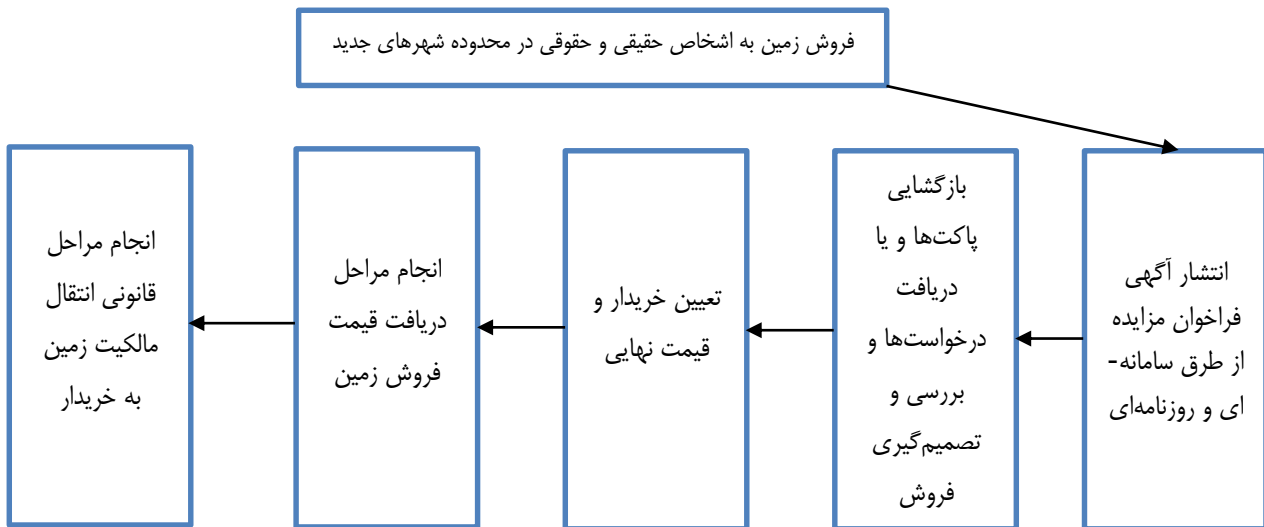 فروش زمین به اشخاص حقیقی و حقوقی در محدوده شهرهای جدید
انتشار آگهی
فراخوان مزایده
از طرق سامانه-
ای و روزنامه‌ای
بازگشایی
پاکت‌ها و یا
دریافت
درخواست‌ها و
بررسی و
تصمیم‌گیری
فروش
تعیین خریدار و
قیمت نهایی
انجام مراحل
دریافت قیمت
فروش زمین
انجام مراحل
قانونی انتقال
مالکیت زمین
به خریدار